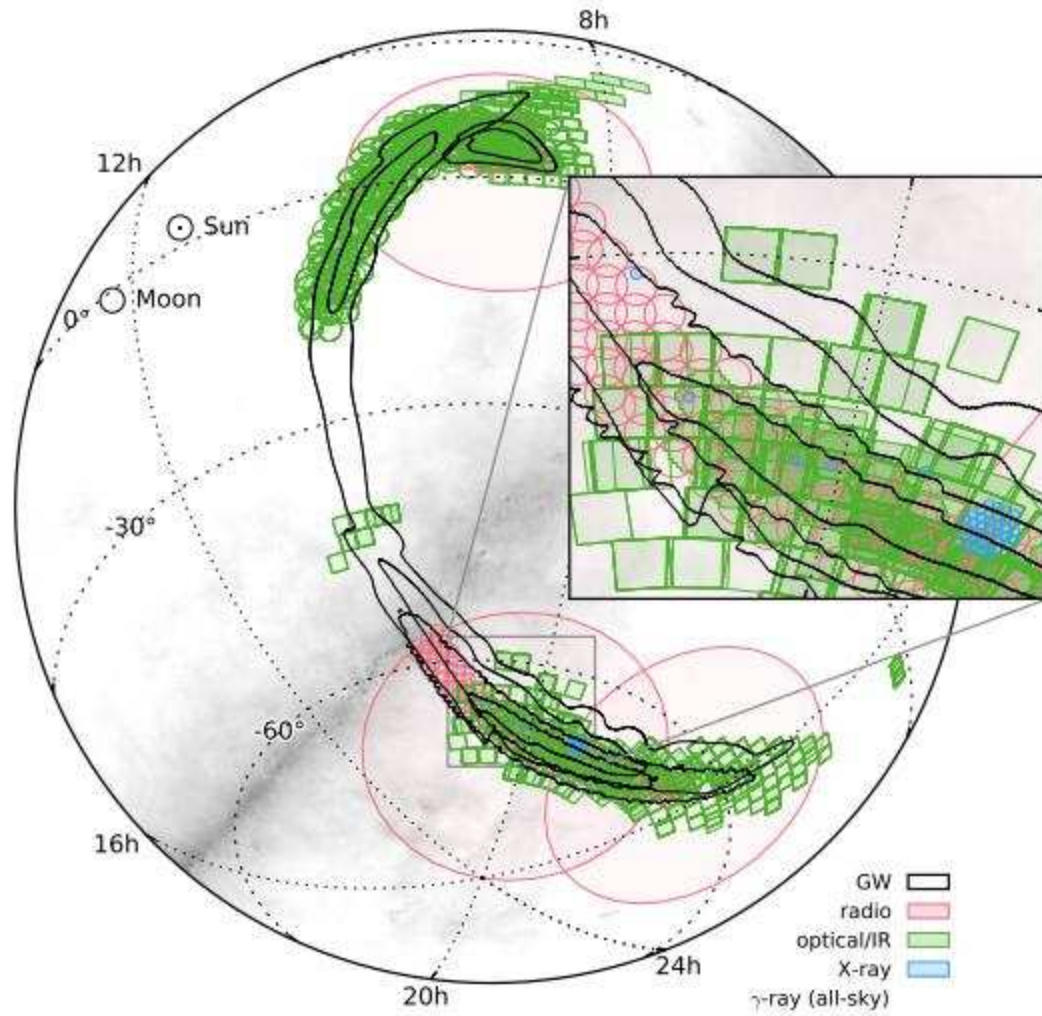 8h
12h
Sun
Moon
0°
-30°
-60°
16h
20h
24h
GW
radio
optical/IR
X-ray
γ-ray (all-sky)